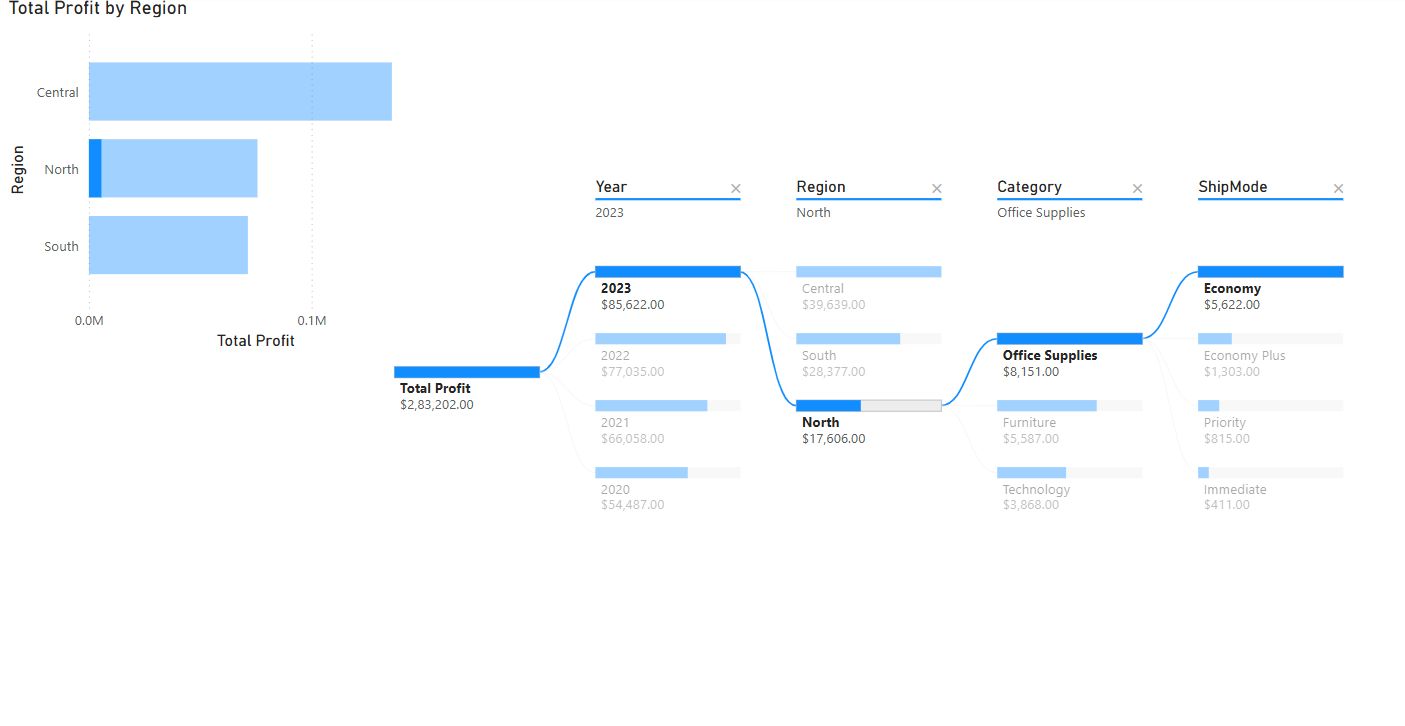 Total Profit by Region
Region
Central
North
South
0.0M 0.1M
Total Profit
Total Profit
$2,83,202.00
Year ×
2023
2023
$85,622.00
2022
$77,035.00
2021
$66,058.00
2020
$54,487.00
Region ×
North
Central
$39,639.00
South
$28,377.00
North
$17,606.00
Category ×
Office Supplies
Office Supplies
$8,151.00
Furniture
$5,587.00
Technology
$3,868.00
ShipMode ×
Economy
$5,622.00
Economy Plus
$1,303.00
Priority
$815.00
Immediate
$411.00